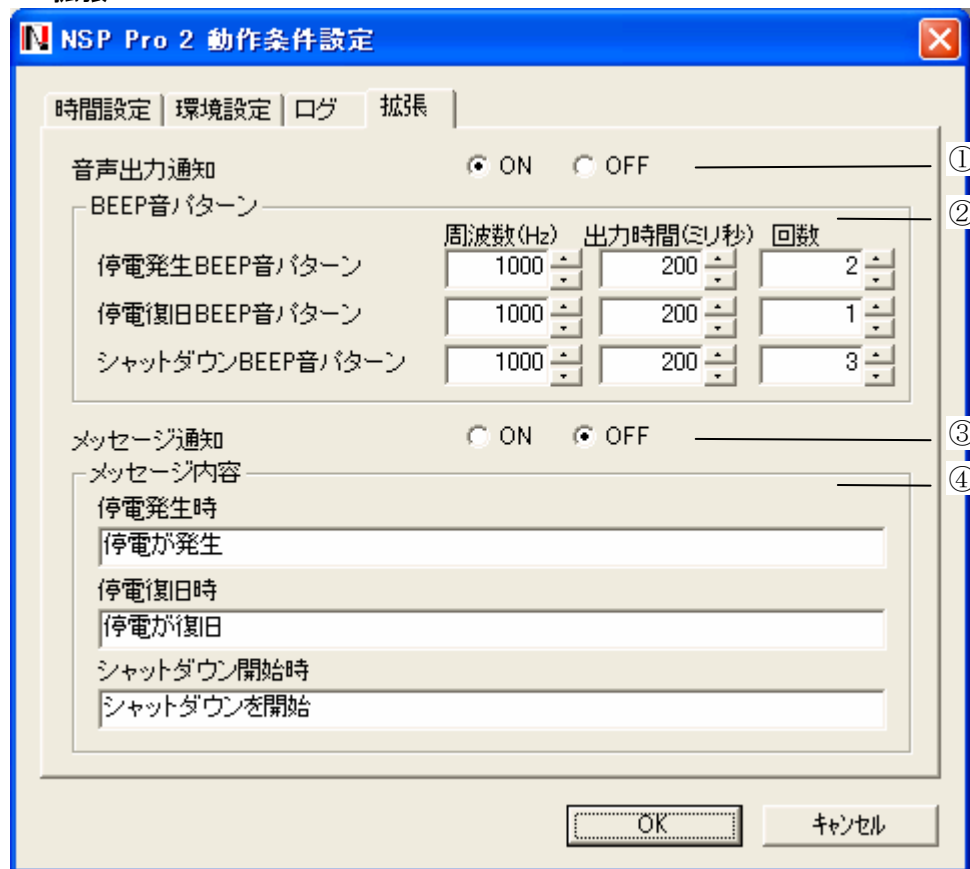 NSP Pro 2 動作条件設定
時間設定 環境設定 ログ 拡張
音声出力通知 ON OFF ①
BEEP音パターン ②
周波数(Hz) 出力時間(ミリ秒) 回数
停電発生BEEP音パターン 1000 200 2
停電復旧BEEP音パターン 1000 200 1
シャットダウンBEEP音パターン 1000 200 3
メッセージ通知 ON OFF ③
メッセージ内容 ④
停電発生時
停電が発生
停電復旧時
停電が復旧
シャットダウン開始時
シャットダウンを開始
OK キャンセル